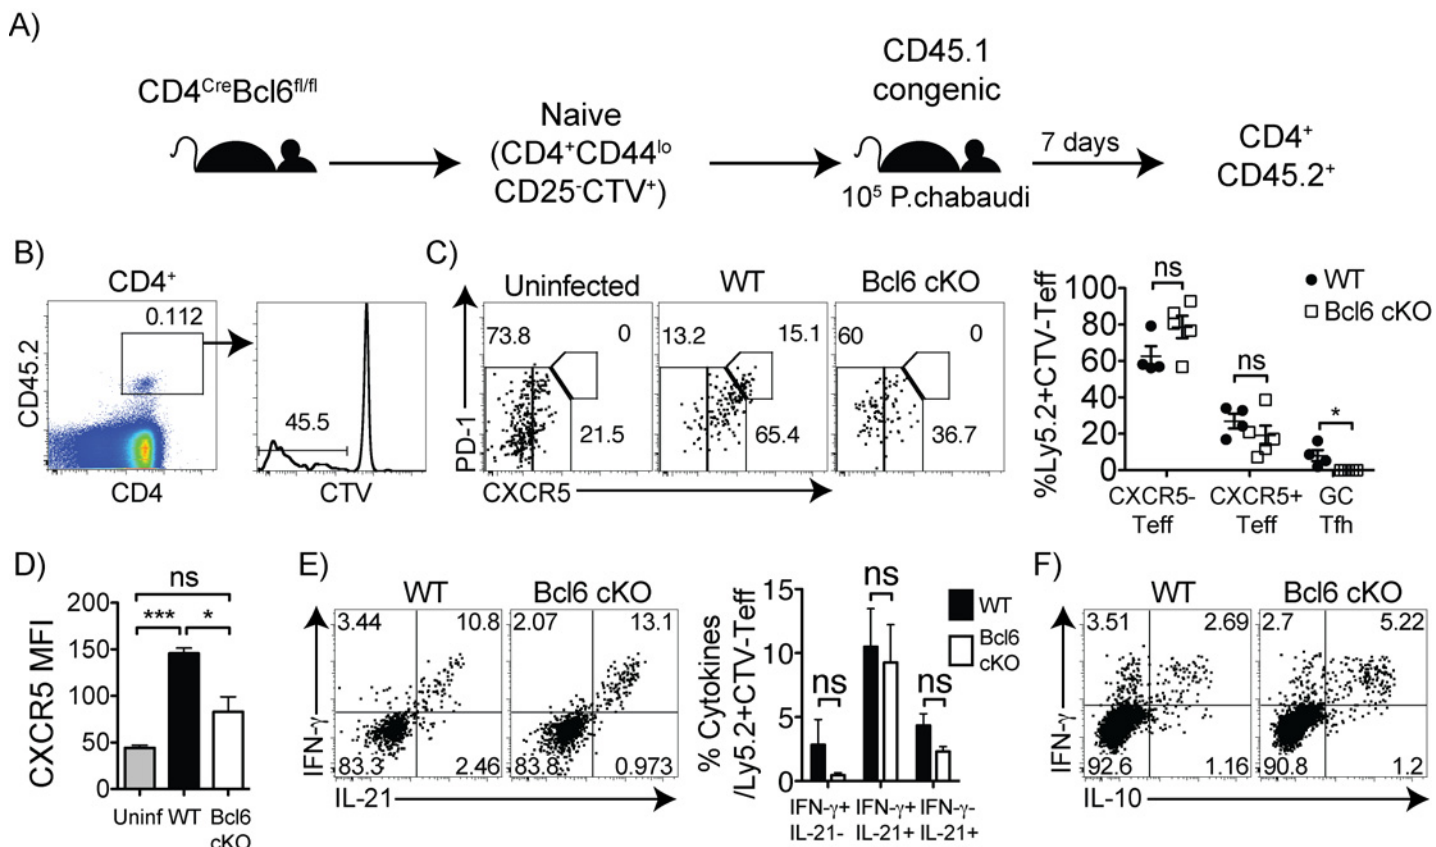 A)
CD4CreBcl6fl/fl
Naive
(CD4+CD44lo
CD25-CTV+)
CD45.1
congenic
10⁵ P.chabaudi
7 days
CD4+
CD45.2+
B)
CD4+
0.112
CD45.2
CD4
45.5
CTV
C)
Uninfected
WT
Bcl6 cKO
73.8
0
21.5
13.2
15.1
65.4
60
0
36.7
PD-1
CXCR5
%Ly5.2+CTV-Teff
100
80
60
40
20
0
ns
ns
*
WT
Bcl6 cKO
CXCR5-
Teff
CXCR5+
Teff
GC
Tfh
D)
CXCR5 MFI
200
150
100
50
0
ns
***
*
Uninf
WT
Bcl6
cKO
E)
WT
Bcl6 cKO
3.44
10.8
83.3
2.46
2.07
13.1
83.8
0.973
IFN-γ
IL-21
% Cytokines
/Ly5.2+CTV-Teff
15
10
5
0
ns
ns
ns
WT
Bcl6
cKO
IFN-γ+
IL-21-
IFN-γ+
IL-21+
IFN-γ-
IL-21+
F)
WT
Bcl6 cKO
3.51
2.69
92.6
1.16
2.7
5.22
90.8
1.2
IFN-γ
IL-10